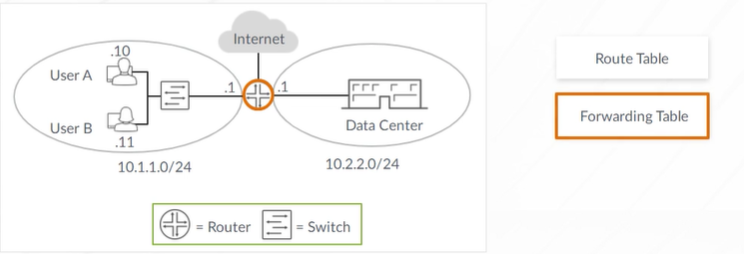 Internet
.10
User A
.1
.1
User B
.11
Data Center
10.1.1.0/24
10.2.2.0/24
= Router
= Switch
Route Table
Forwarding Table